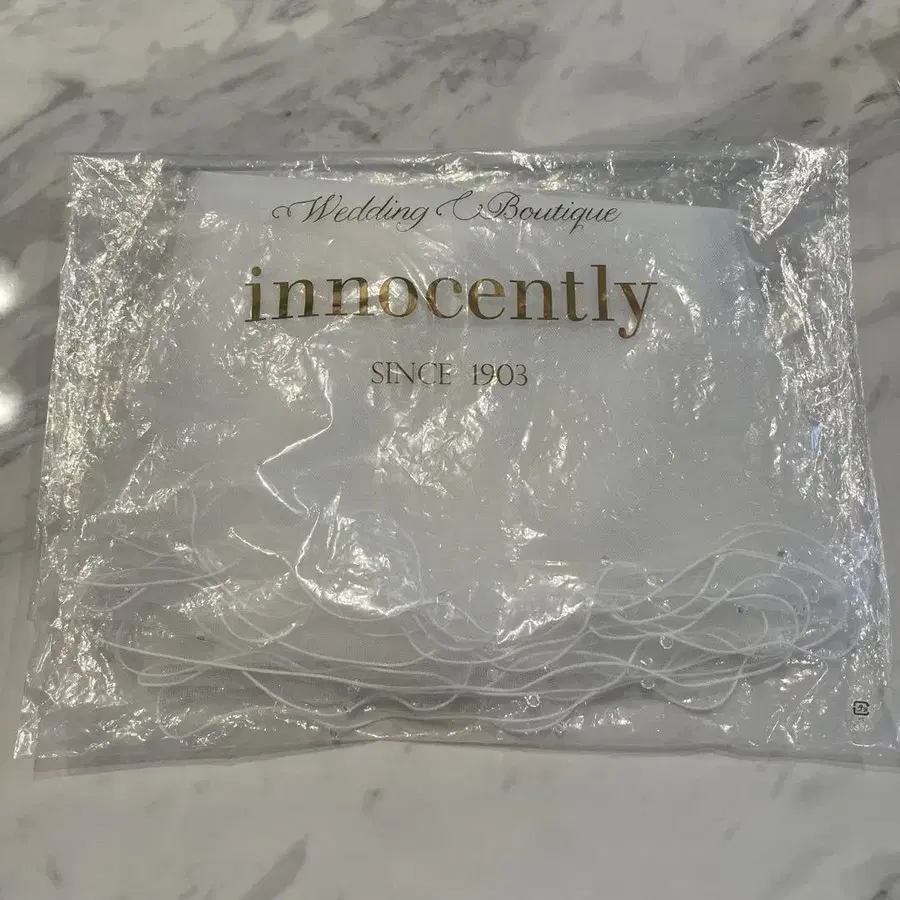 Wedding & Boutique
innocently
SINCE 1903